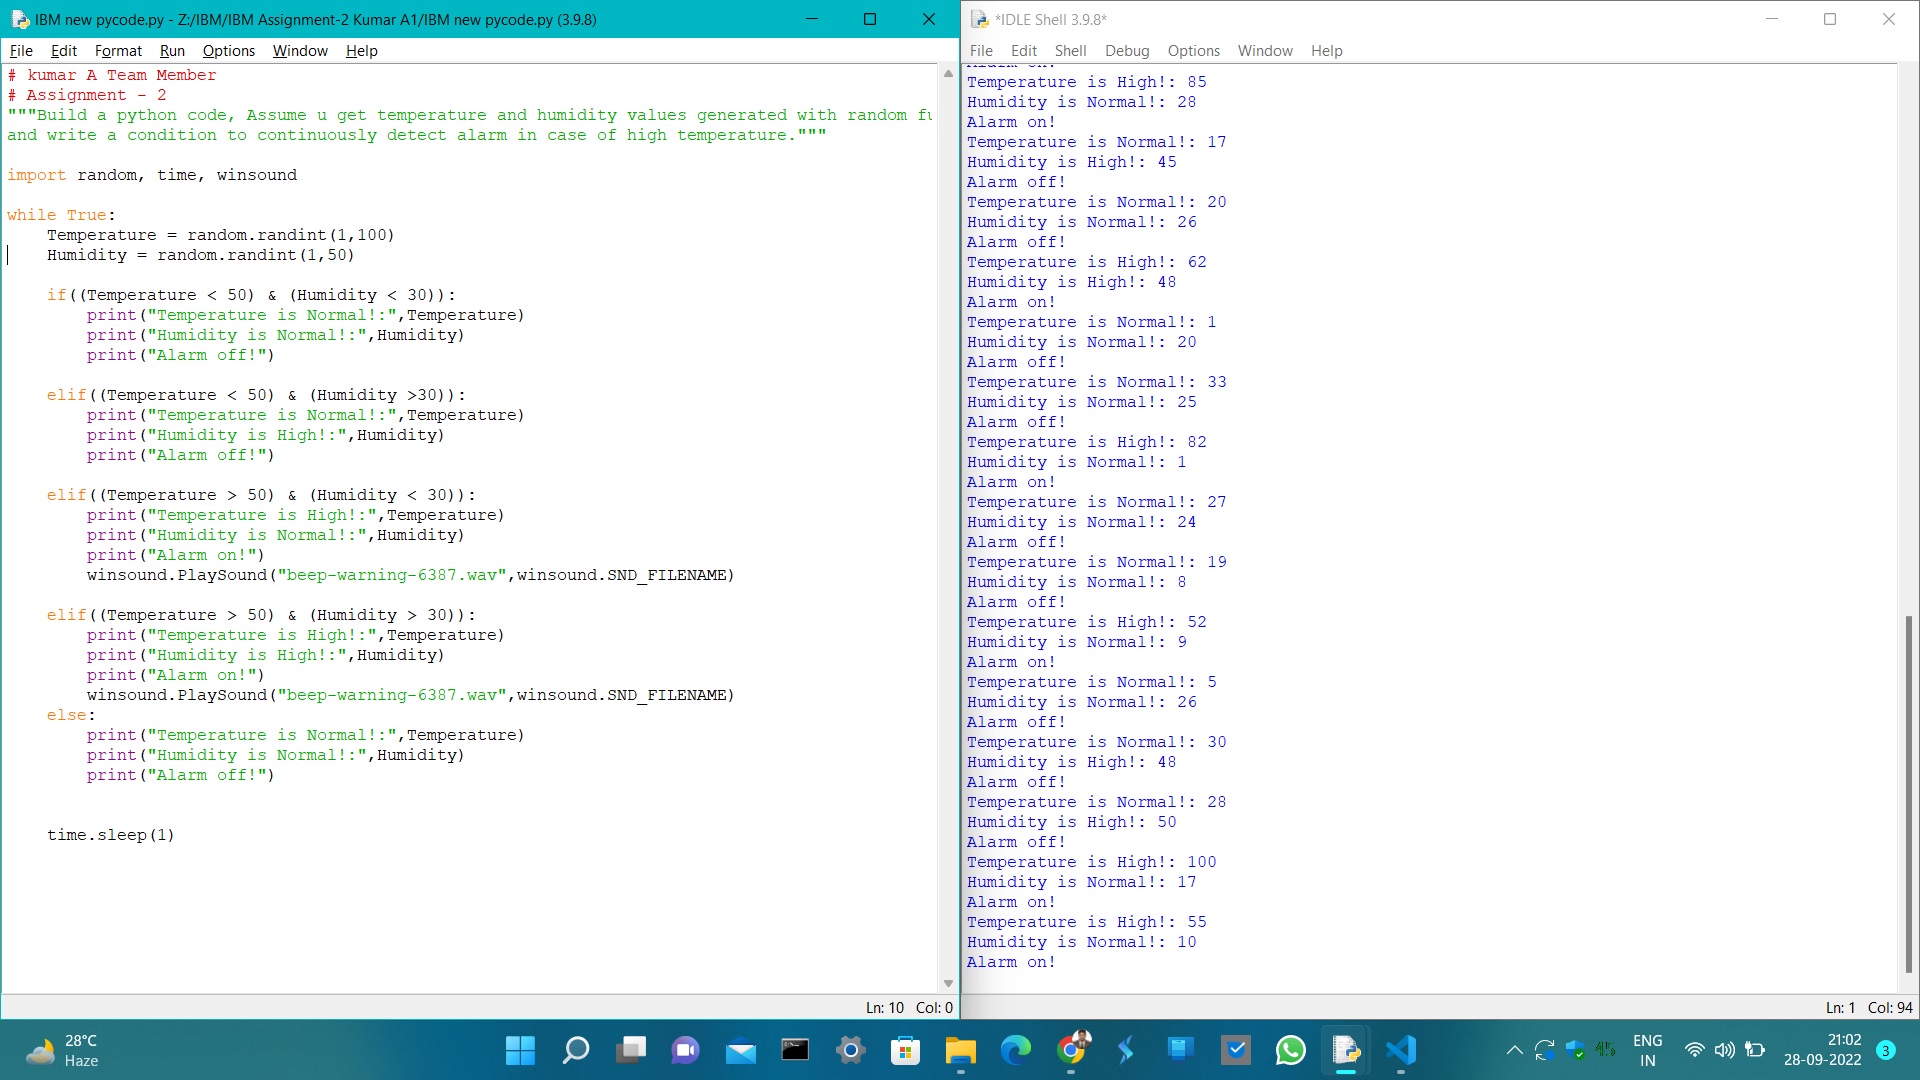 IBM new pycode.py - Z:/IBM/IBM Assignment-2 Kumar A1/IBM new pycode.py (3.9.8)
File Edit Format Run Options Window Help
# kumar A Team Member
# Assignment - 2
"""Build a python code, Assume u get temperature and humidity values generated with random fu
and write a condition to continuously detect alarm in case of high temperature."""
import random, time, winsound
while True:
    Temperature = random.randint(1,100)
    Humidity = random.randint(1,50)
    if((Temperature < 50) & (Humidity < 30)):
        print("Temperature is Normal!:",Temperature)
        print("Humidity is Normal!:",Humidity)
        print("Alarm off!")
    elif((Temperature < 50) & (Humidity >30)):
        print("Temperature is Normal!:",Temperature)
        print("Humidity is High!:",Humidity)
        print("Alarm off!")
    elif((Temperature > 50) & (Humidity < 30)):
        print("Temperature is High!:",Temperature)
        print("Humidity is Normal!:",Humidity)
        print("Alarm on!")
        winsound.PlaySound("beep-warning-6387.wav",winsound.SND_FILENAME)
    elif((Temperature > 50) & (Humidity > 30)):
        print("Temperature is High!:",Temperature)
        print("Humidity is High!:",Humidity)
        print("Alarm on!")
        winsound.PlaySound("beep-warning-6387.wav",winsound.SND_FILENAME)
    else:
        print("Temperature is Normal!:",Temperature)
        print("Humidity is Normal!:",Humidity)
        print("Alarm off!")
    time.sleep(1)
Ln: 10 Col: 0
*IDLE Shell 3.9.8*
File Edit Shell Debug Options Window Help
Alarm on!
Temperature is High!: 85
Humidity is Normal!: 28
Alarm on!
Temperature is Normal!: 17
Humidity is High!: 45
Alarm off!
Temperature is Normal!: 20
Humidity is Normal!: 26
Alarm off!
Temperature is High!: 62
Humidity is High!: 48
Alarm on!
Temperature is Normal!: 1
Humidity is Normal!: 20
Alarm off!
Temperature is Normal!: 33
Humidity is Normal!: 25
Alarm off!
Temperature is High!: 82
Humidity is Normal!: 1
Alarm on!
Temperature is Normal!: 27
Humidity is Normal!: 24
Alarm off!
Temperature is Normal!: 19
Humidity is Normal!: 8
Alarm off!
Temperature is High!: 52
Humidity is Normal!: 9
Alarm on!
Temperature is Normal!: 5
Humidity is Normal!: 26
Alarm off!
Temperature is Normal!: 30
Humidity is High!: 48
Alarm off!
Temperature is Normal!: 28
Humidity is High!: 50
Alarm off!
Temperature is High!: 100
Humidity is Normal!: 17
Alarm on!
Temperature is High!: 55
Humidity is Normal!: 10
Alarm on!
Ln: 1 Col: 94
28°C
Haze
45
ENG
IN
21:02
28-09-2022
3